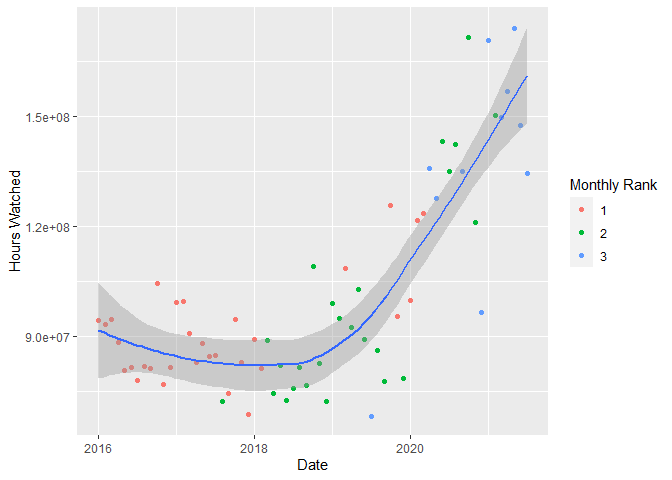 Hours Watched
1.5e+08
1.2e+08
9.0e+07
2016
2018
2020
Date
Monthly Rank
1
2
3